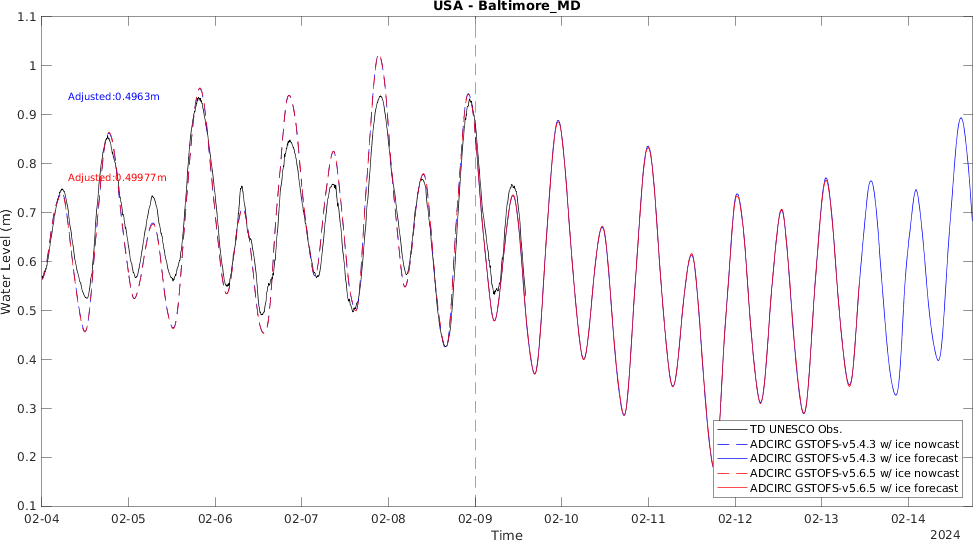 USA - Baltimore_MD
1.1
1
0.9
0.8
0.7
0.6
0.5
0.4
0.3
0.2
0.1
Water Level (m)
Adjusted:0.4963m
Adjusted:0.49977m
TD UNESCO Obs.
ADCIRC GSTOFS-v5.4.3 w/ ice nowcast
ADCIRC GSTOFS-v5.4.3 w/ ice forecast
ADCIRC GSTOFS-v5.6.5 w/ ice nowcast
ADCIRC GSTOFS-v5.6.5 w/ ice forecast
02-04 02-05 02-06 02-07 02-08 02-09 02-10 02-11 02-12 02-13 02-14
Time
2024